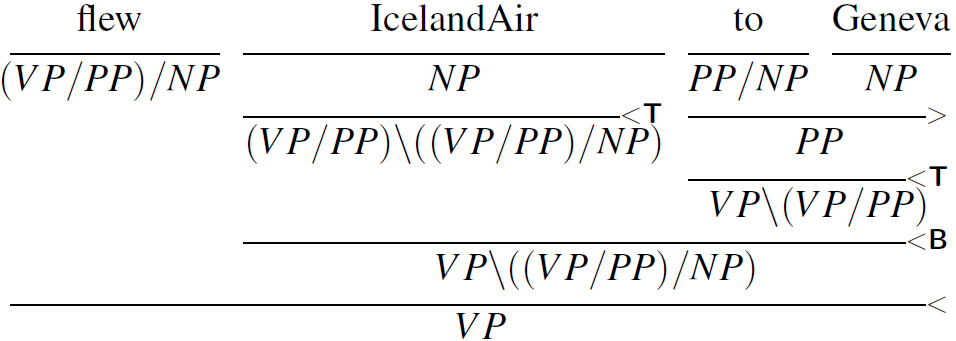 flew IcelandAir to Geneva
(VP/PP)/NP NP PP/NP NP
<T >
(VP/PP)\((VP/PP)/NP) PP
<T
VP\(VP/PP)
<B
VP\((VP/PP)/NP)
<
VP